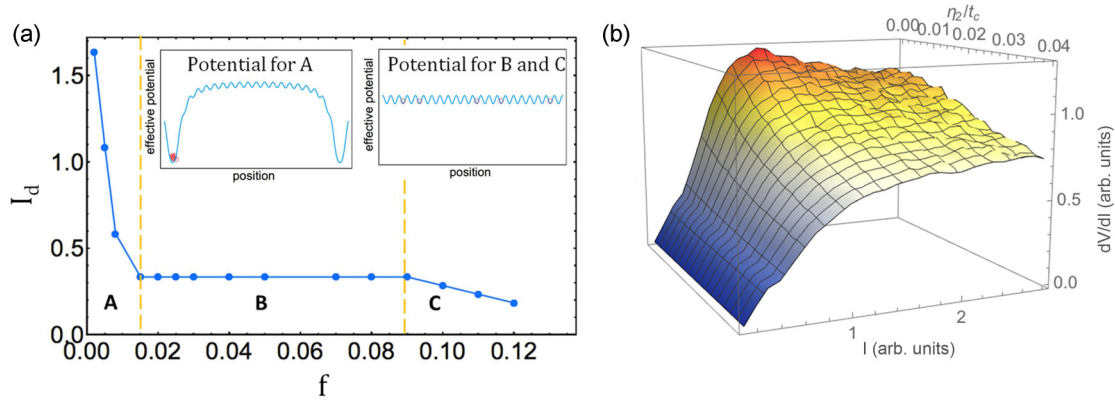 (a)
I_d
1.5
1.0
0.5
0.0
0.00 0.02 0.04 0.06 0.08 0.10 0.12
f
A
B
C
Potential for A
effective potential
position
Potential for B and C
effective potential
position
(b)
η₂/t_c
0.00 0.01 0.02 0.03 0.04
1.0
0.5
0.0
dV/dI (arb. units)
1 2
I (arb. units)